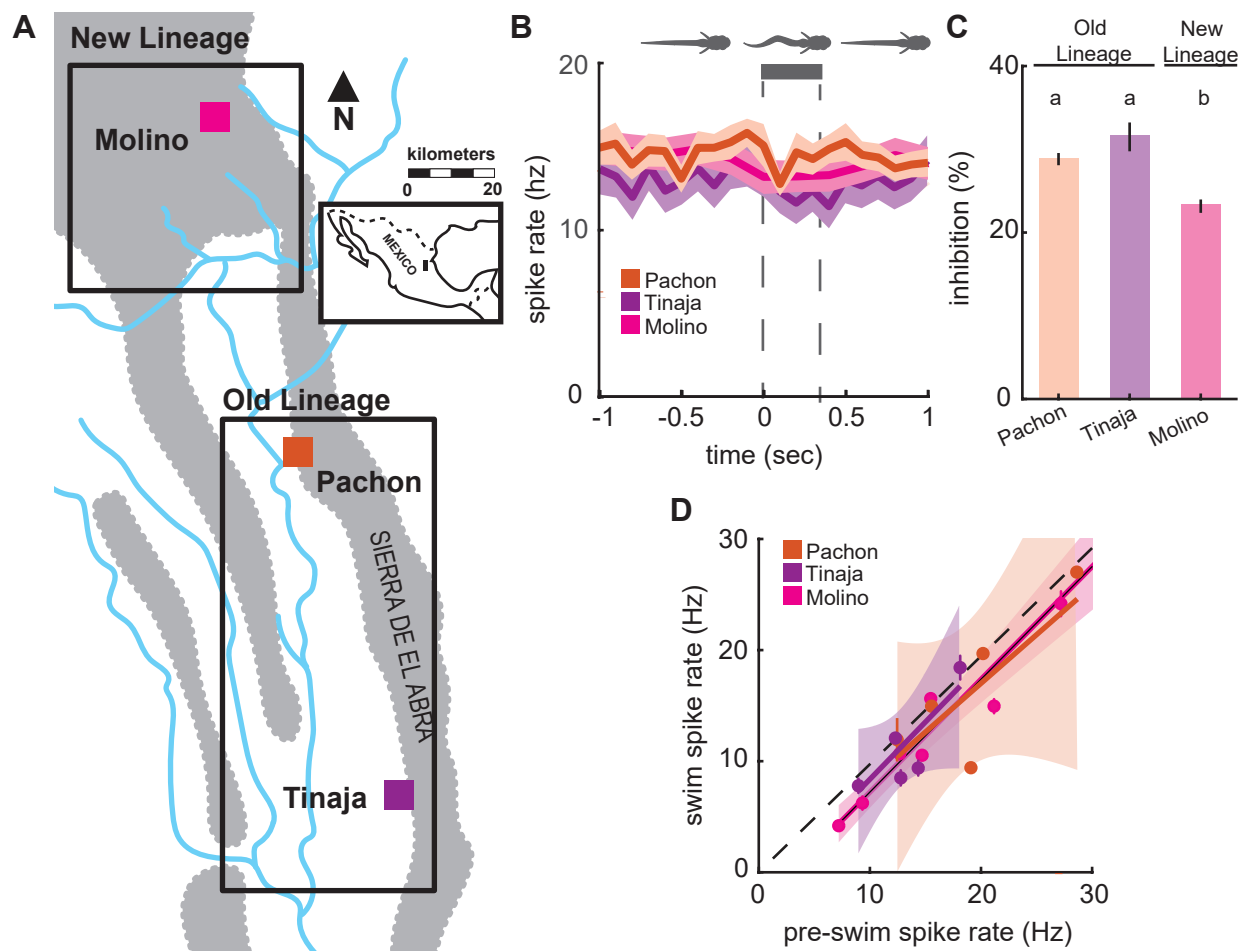 A
New Lineage
Molino
N
kilometers
0 20
MEXICO
Old Lineage
Pachon
SIERRA DE EL ABRA
Tinaja
B
20
10
0
spike rate (hz)
Pachon
Tinaja
Molino
-1 -0.5 0 0.5 1
time (sec)
C
Old
Lineage
New
Lineage
40
20
0
inhibition (%)
a a b
Pachon
Tinaja
Molino
D
30
20
10
0
swim spike rate (Hz)
Pachon
Tinaja
Molino
0 10 20 30
pre-swim spike rate (Hz)